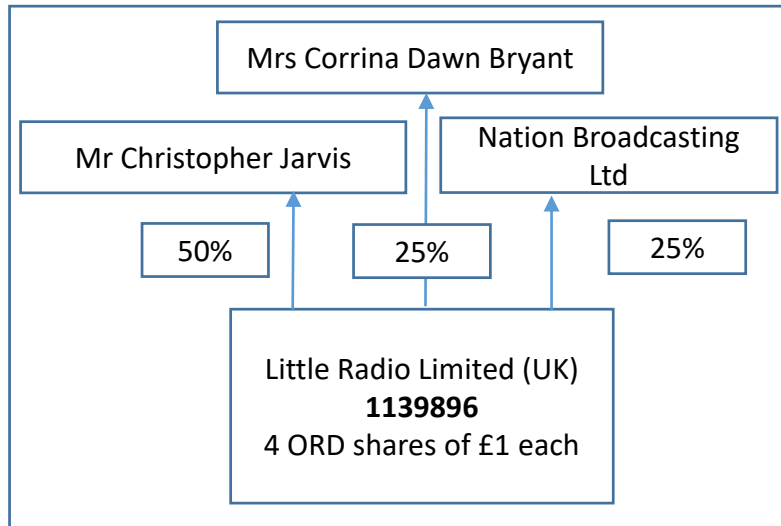 Mrs Corrina Dawn Bryant
Mr Christopher Jarvis
Nation Broadcasting
Ltd
50%
25%
25%
Little Radio Limited (UK)
1139896
4 ORD shares of £1 each